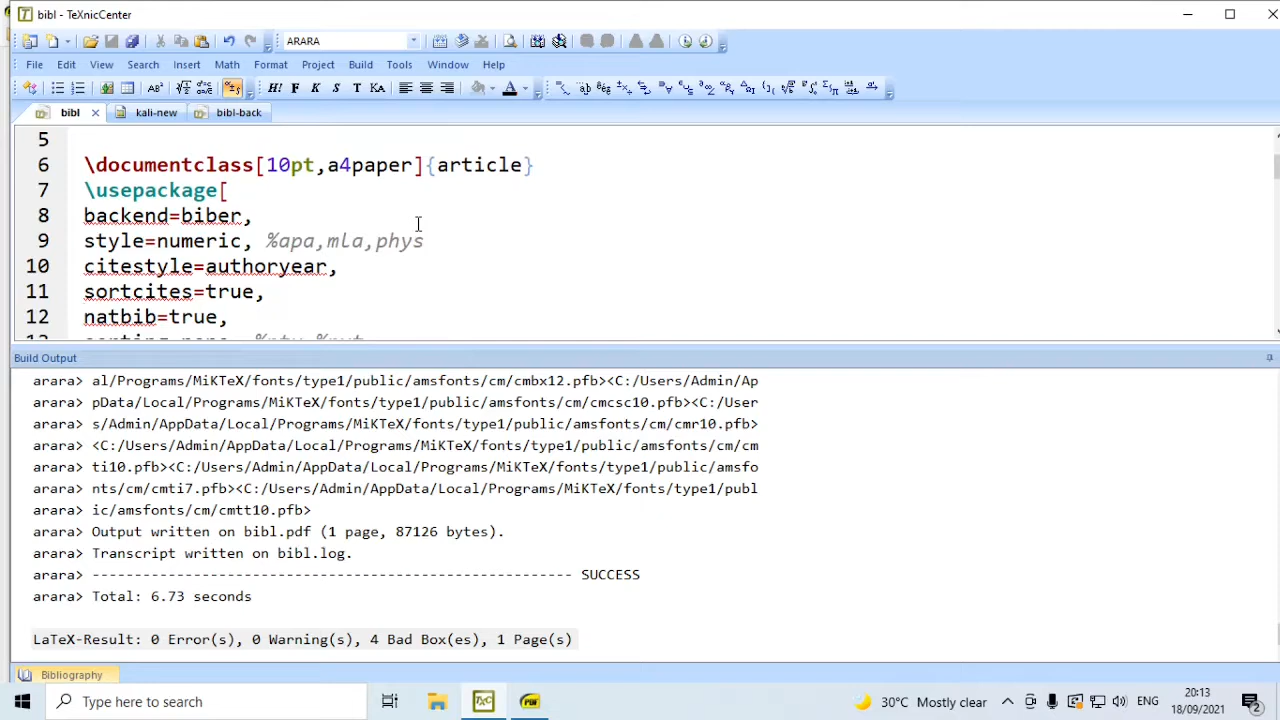 bibl - TeXnicCenter
ARARA
File Edit View Search Insert Math Format Project Build Tools Window Help
bibl kali-new bibl-back
5
6 \documentclass[10pt,a4paper]{article}
7 \usepackage[
8 backend=biber,
9 style=numeric, %apa,mla,phys
10 citestyle=authoryear,
11 sortcites=true,
12 natbib=true,
Build Output
arara> al/Programs/MiKTeX/fonts/type1/public/amsfonts/cm/cmbx12.pfb><C:/Users/Admin/Ap
arara> pData/Local/Programs/MiKTeX/fonts/type1/public/amsfonts/cm/cmcsc10.pfb><C:/User
arara> s/Admin/AppData/Local/Programs/MiKTeX/fonts/type1/public/amsfonts/cm/cmr10.pfb>
arara> <C:/Users/Admin/AppData/Local/Programs/MiKTeX/fonts/type1/public/amsfonts/cm/cm
arara> ti10.pfb><C:/Users/Admin/AppData/Local/Programs/MiKTeX/fonts/type1/public/amsfo
arara> nts/cm/cmti7.pfb><C:/Users/Admin/AppData/Local/Programs/MiKTeX/fonts/type1/publ
arara> ic/amsfonts/cm/cmtt10.pfb>
arara> Output written on bibl.pdf (1 page, 87126 bytes).
arara> Transcript written on bibl.log.
arara> --------------------------------------------------------- SUCCESS
arara> Total: 6.73 seconds
LaTeX-Result: 0 Error(s), 0 Warning(s), 4 Bad Box(es), 1 Page(s)
Bibliography
Type here to search
30°C Mostly clear
ENG
20:13
18/09/2021
2